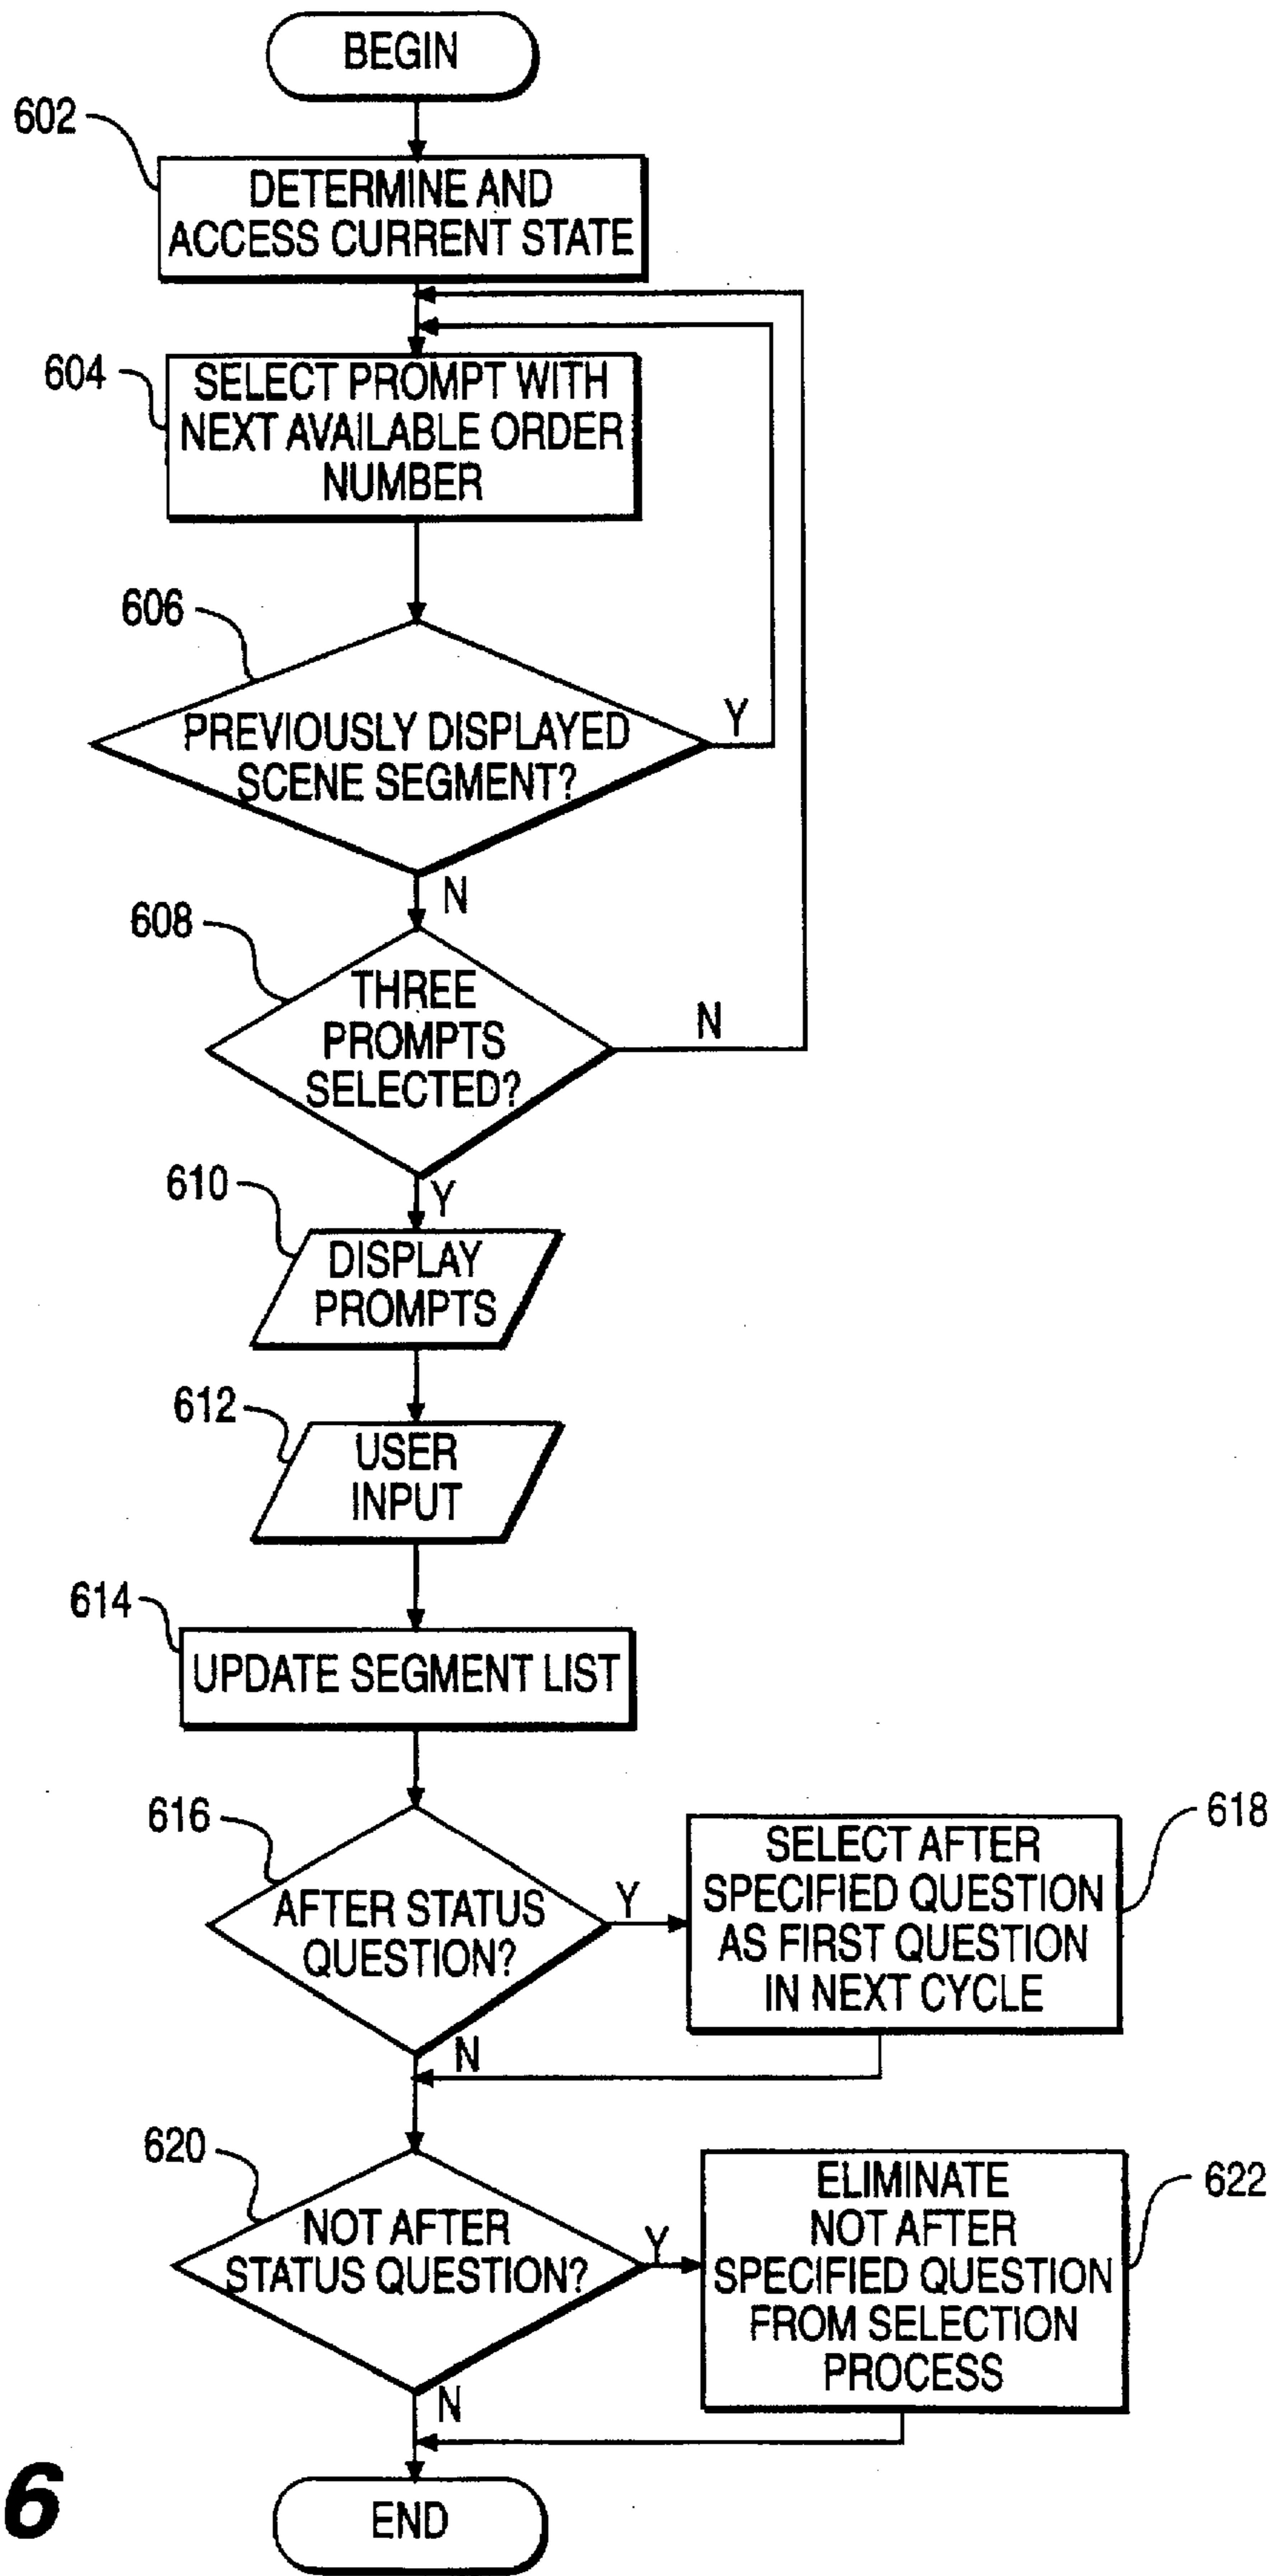 BEGIN
602
DETERMINE AND
ACCESS CURRENT STATE
604
SELECT PROMPT WITH
NEXT AVAILABLE ORDER
NUMBER
606
PREVIOUSLY DISPLAYED
SCENE SEGMENT?
Y
N
608
THREE
PROMPTS
SELECTED?
N
Y
610
DISPLAY
PROMPTS
612
USER
INPUT
614
UPDATE SEGMENT LIST
616
AFTER STATUS
QUESTION?
Y
N
618
SELECT AFTER
SPECIFIED QUESTION
AS FIRST QUESTION
IN NEXT CYCLE
620
NOT AFTER
STATUS QUESTION?
Y
N
622
ELIMINATE
NOT AFTER
SPECIFIED QUESTION
FROM SELECTION
PROCESS
END
6